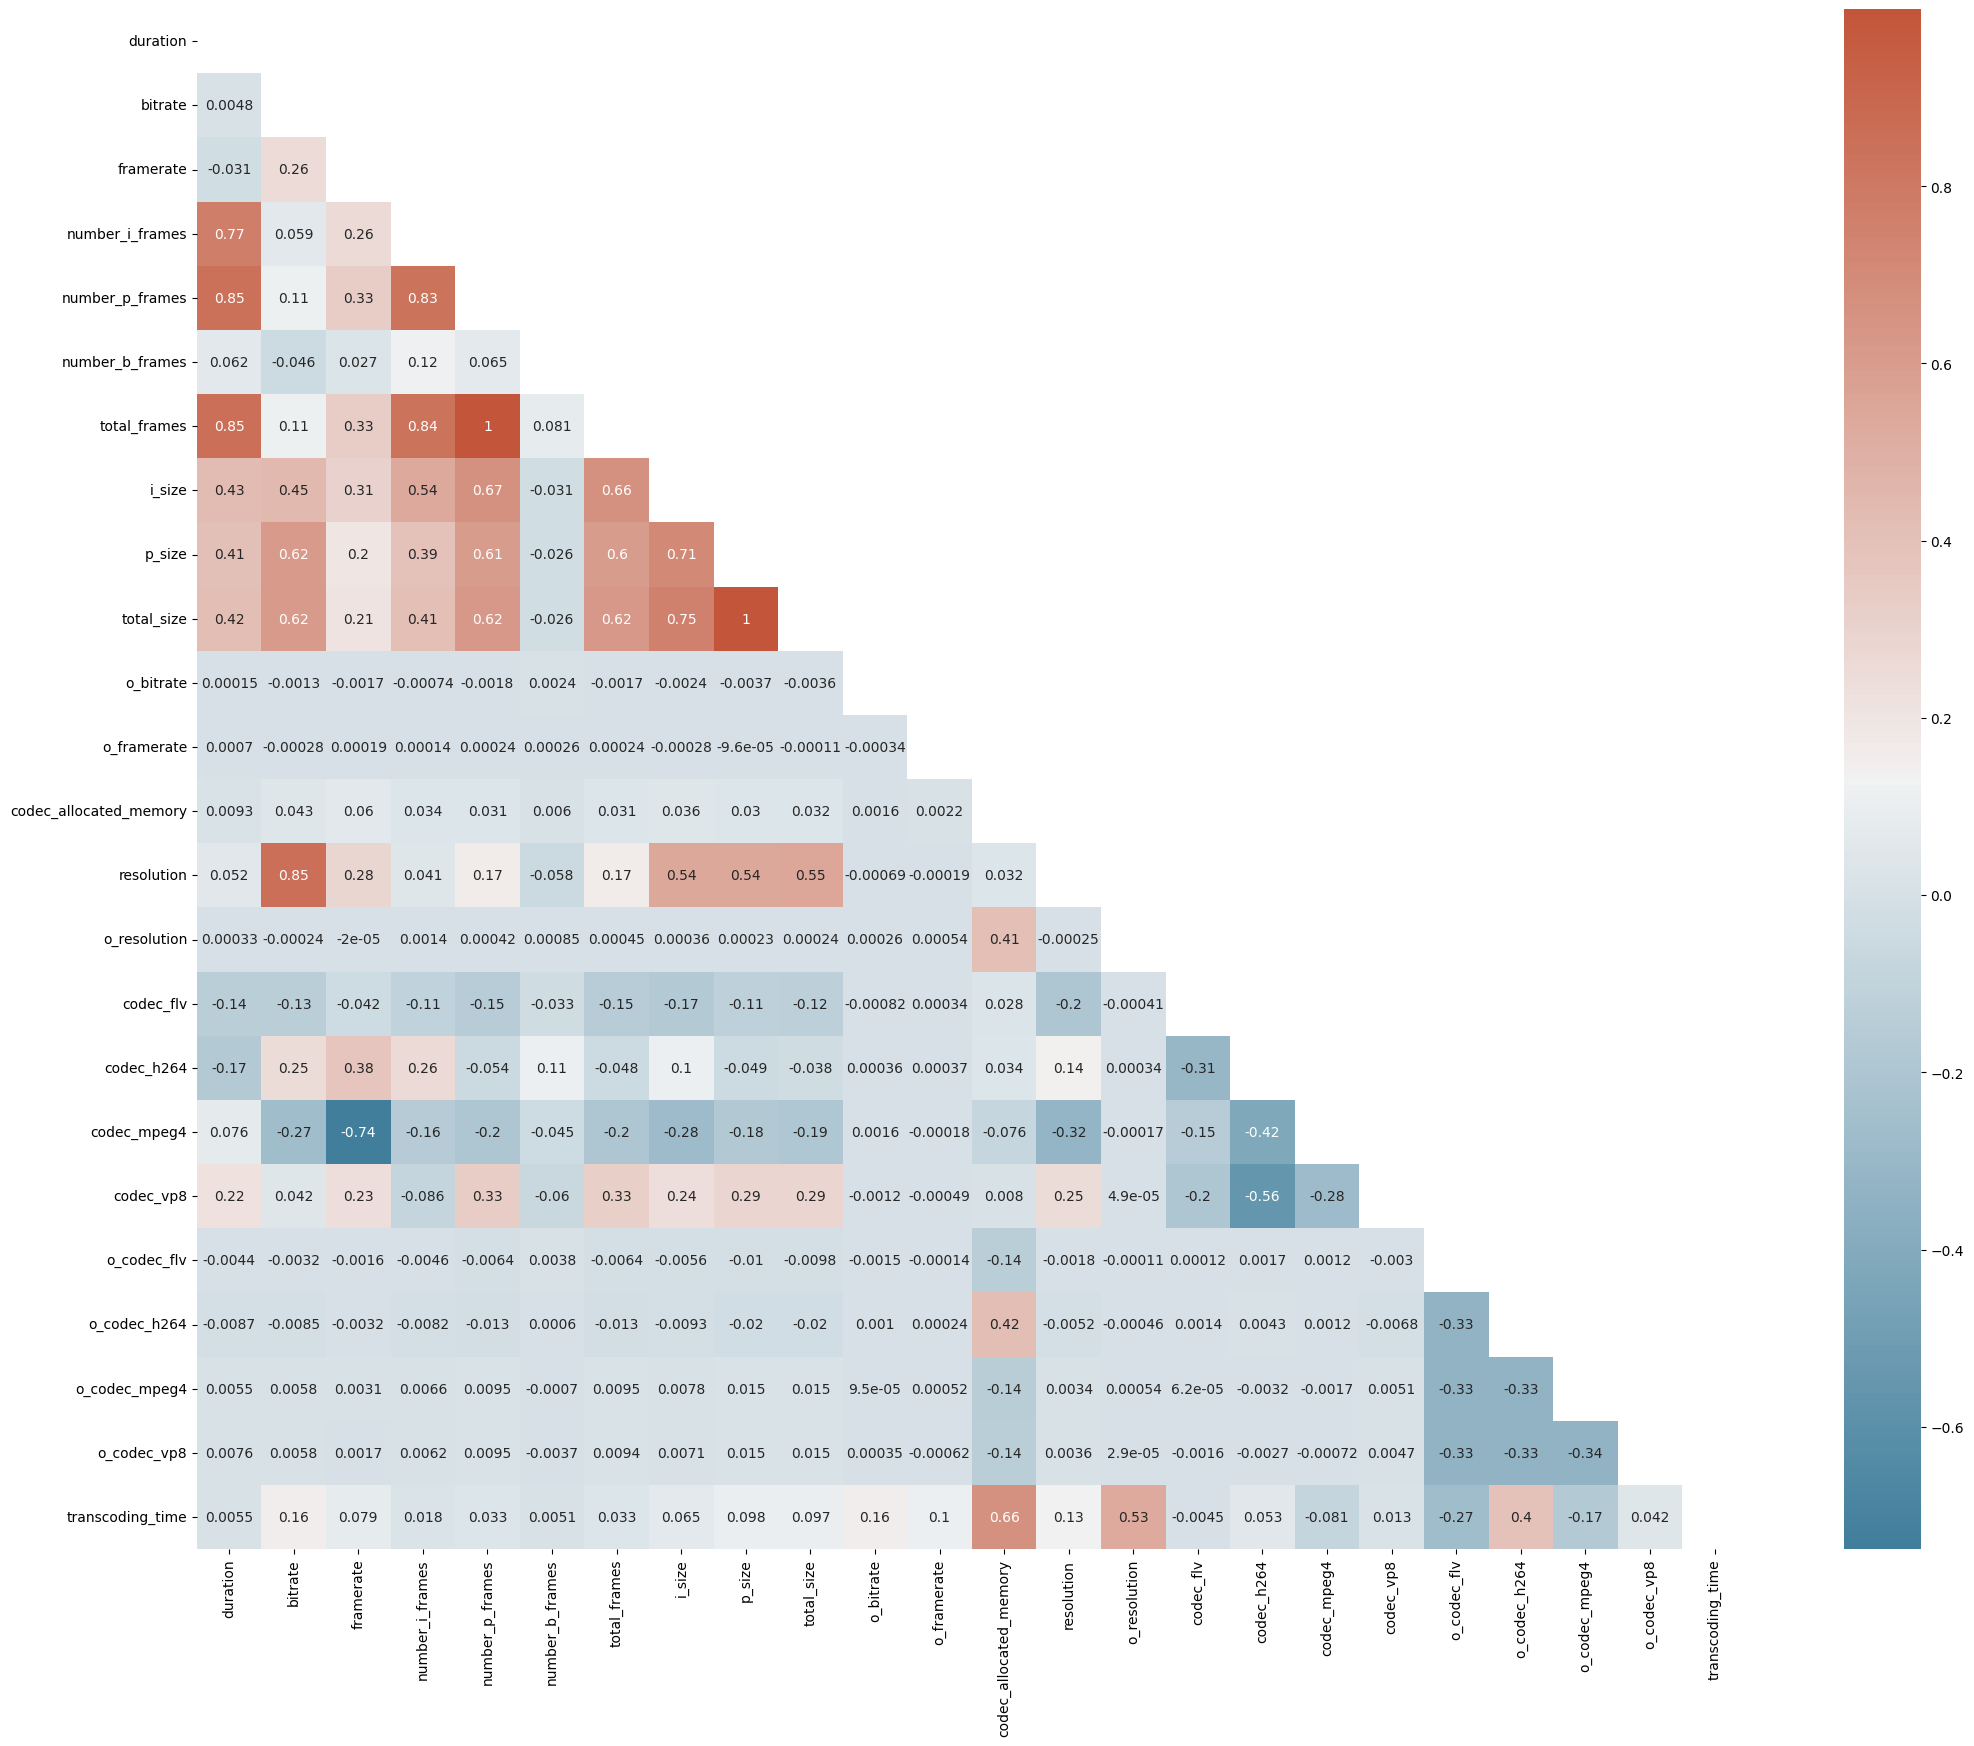 duration
bitrate 0.0048
framerate -0.031 0.26
0.8
number_i_frames 0.77 0.059 0.26
number_p_frames 0.85 0.11 0.33 0.83
number_b_frames 0.062 -0.046 0.027 0.12 0.065
0.6
total_frames 0.85 0.11 0.33 0.84 1 0.081
i_size 0.43 0.45 0.31 0.54 0.67 -0.031 0.66
0.4
p_size 0.41 0.62 0.2 0.39 0.61 -0.026 0.6 0.71
total_size 0.42 0.62 0.21 0.41 0.62 -0.026 0.62 0.75 1
o_bitrate 0.00015 -0.0013 -0.0017 -0.00074 -0.0018 0.0024 -0.0017 -0.0024 -0.0037 -0.0036
0.2
o_framerate 0.0007 -0.00028 0.00019 0.00014 0.00024 0.00026 0.00024 -0.00028 -9.6e-05 -0.00011 -0.00034
codec_allocated_memory 0.0093 0.043 0.06 0.034 0.031 0.006 0.031 0.036 0.03 0.032 0.0016 0.0022
resolution 0.052 0.85 0.28 0.041 0.17 -0.058 0.17 0.54 0.54 0.55 -0.00069 -0.00019 0.032
0.0
o_resolution 0.00033 -0.00024 -2e-05 0.0014 0.00042 0.00085 0.00045 0.00036 0.00023 0.00024 0.00026 0.00054 0.41 -0.00025
codec_flv -0.14 -0.13 -0.042 -0.11 -0.15 -0.033 -0.15 -0.17 -0.11 -0.12 -0.00082 0.00034 0.028 -0.2 -0.00041
codec_h264 -0.17 0.25 0.38 0.26 -0.054 0.11 -0.048 0.1 -0.049 -0.038 0.00036 0.00037 0.034 0.14 0.00034 -0.31
−0.2
codec_mpeg4 0.076 -0.27 -0.74 -0.16 -0.2 -0.045 -0.2 -0.28 -0.18 -0.19 0.0016 -0.00018 -0.076 -0.32 -0.00017 -0.15 -0.42
codec_vp8 0.22 0.042 0.23 -0.086 0.33 -0.06 0.33 0.24 0.29 0.29 -0.0012 -0.00049 0.008 0.25 4.9e-05 -0.2 -0.56 -0.28
−0.4
o_codec_flv -0.0044 -0.0032 -0.0016 -0.0046 -0.0064 0.0038 -0.0064 -0.0056 -0.01 -0.0098 -0.0015 -0.00014 -0.14 -0.0018 -0.00011 0.00012 0.0017 0.0012 -0.003
o_codec_h264 -0.0087 -0.0085 -0.0032 -0.0082 -0.013 0.0006 -0.013 -0.0093 -0.02 -0.02 0.001 0.00024 0.42 -0.0052 -0.00046 0.0014 0.0043 0.0012 -0.0068 -0.33
o_codec_mpeg4 0.0055 0.0058 0.0031 0.0066 0.0095 -0.0007 0.0095 0.0078 0.015 0.015 9.5e-05 0.00052 -0.14 0.0034 0.00054 6.2e-05 -0.0032 -0.0017 0.0051 -0.33 -0.33
−0.6
o_codec_vp8 0.0076 0.0058 0.0017 0.0062 0.0095 -0.0037 0.0094 0.0071 0.015 0.015 0.00035 -0.00062 -0.14 0.0036 2.9e-05 -0.0016 -0.0027 -0.00072 0.0047 -0.33 -0.33 -0.34
transcoding_time 0.0055 0.16 0.079 0.018 0.033 0.0051 0.033 0.065 0.098 0.097 0.16 0.1 0.66 0.13 0.53 -0.0045 0.053 -0.081 0.013 -0.27 0.4 -0.17 0.042
duration
bitrate
framerate
number_i_frames
number_p_frames
number_b_frames
total_frames
i_size
p_size
total_size
o_bitrate
o_framerate
codec_allocated_memory
resolution
o_resolution
codec_flv
codec_h264
codec_mpeg4
codec_vp8
o_codec_flv
o_codec_h264
o_codec_mpeg4
o_codec_vp8
transcoding_time